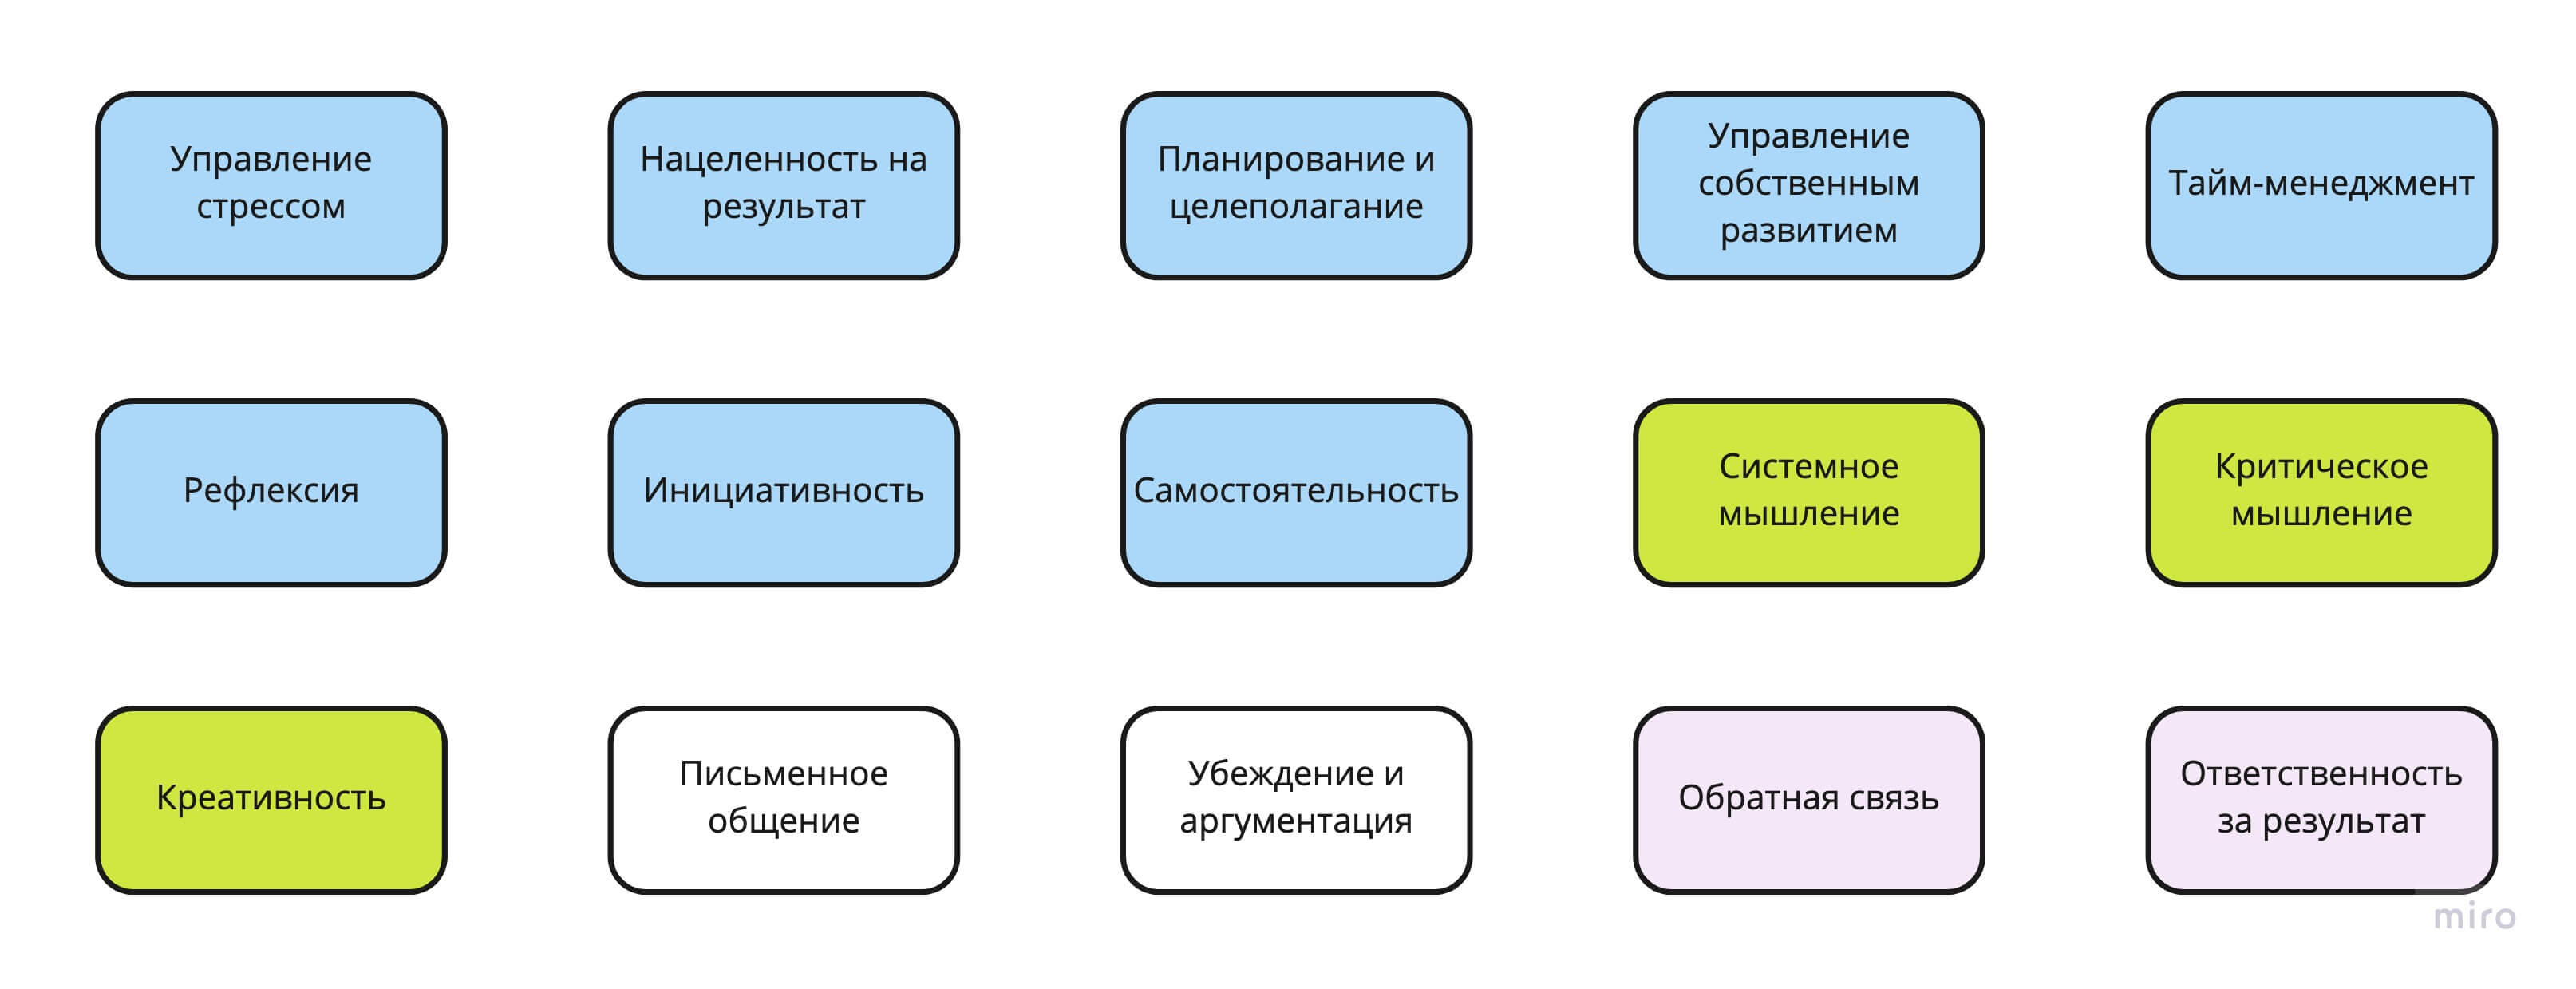 Управление
стрессом
Нацеленность на
результат
Планирование и
целеполагание
Управление
собственным
развитием
Тайм-менеджмент
Рефлексия
Инициативность
Самостоятельность
Системное
мышление
Критическое
мышление
Креативность
Письменное
общение
Убеждение и
аргументация
Обратная связь
Ответственность
за результат
miro